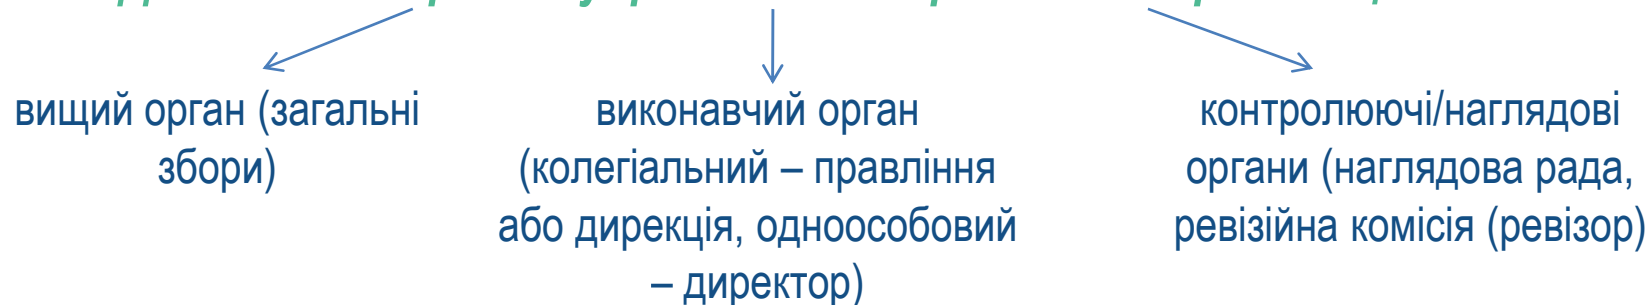 вищий орган (загальні
збори)
виконавчий орган
(колегіальний – правління
або дирекція, одноособовий
– директор)
контролюючі/наглядові
органи (наглядова рада,
ревізійна комісія (ревізор)